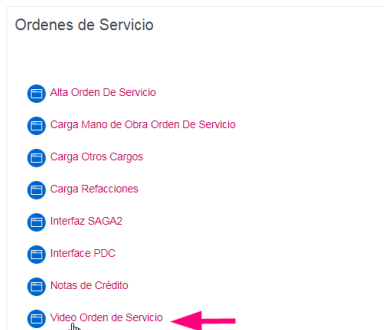 Ordenes de Servicio
Alta Orden De Servicio
Carga Mano de Obra Orden De Servicio
Carga Otros Cargos
Carga Refacciones
Interfaz SAGA2
Interface PDC
Notas de Crédito
Video Orden de Servicio